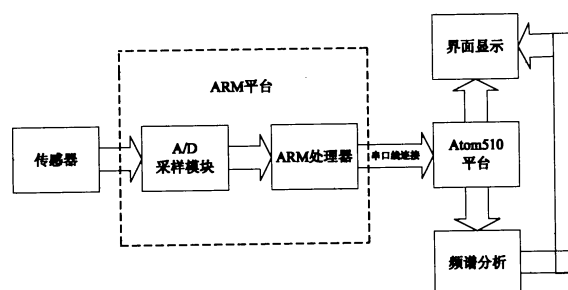 界面显示
ARM平台
传感器
A/D
采样模块
ARM处理器
串口线连接
Atom510
平台
频谱分析